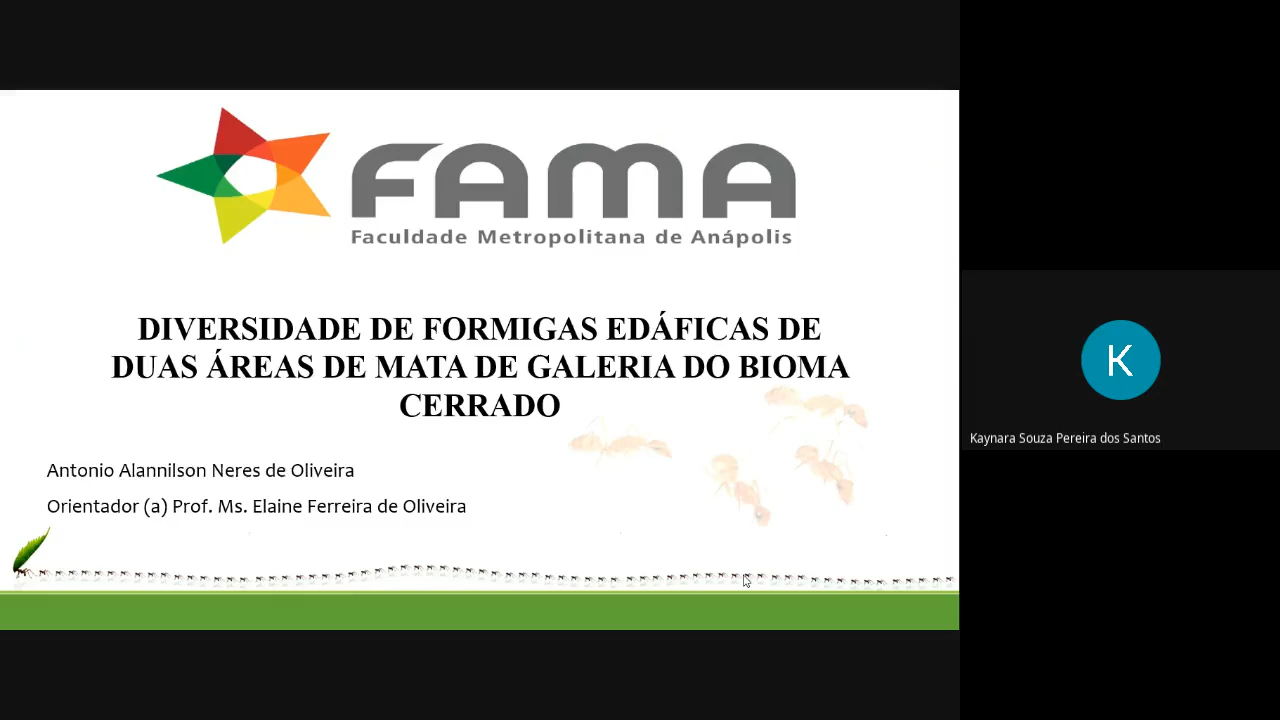 FAMA
Faculdade Metropolitana de Anápolis
DIVERSIDADE DE FORMIGAS EDÁFICAS DE
DUAS ÁREAS DE MATA DE GALERIA DO BIOMA
CERRADO
Antonio Alannilson Neres de Oliveira
Orientador (a) Prof. Ms. Elaine Ferreira de Oliveira
K
Kaynara Souza Pereira dos Santos